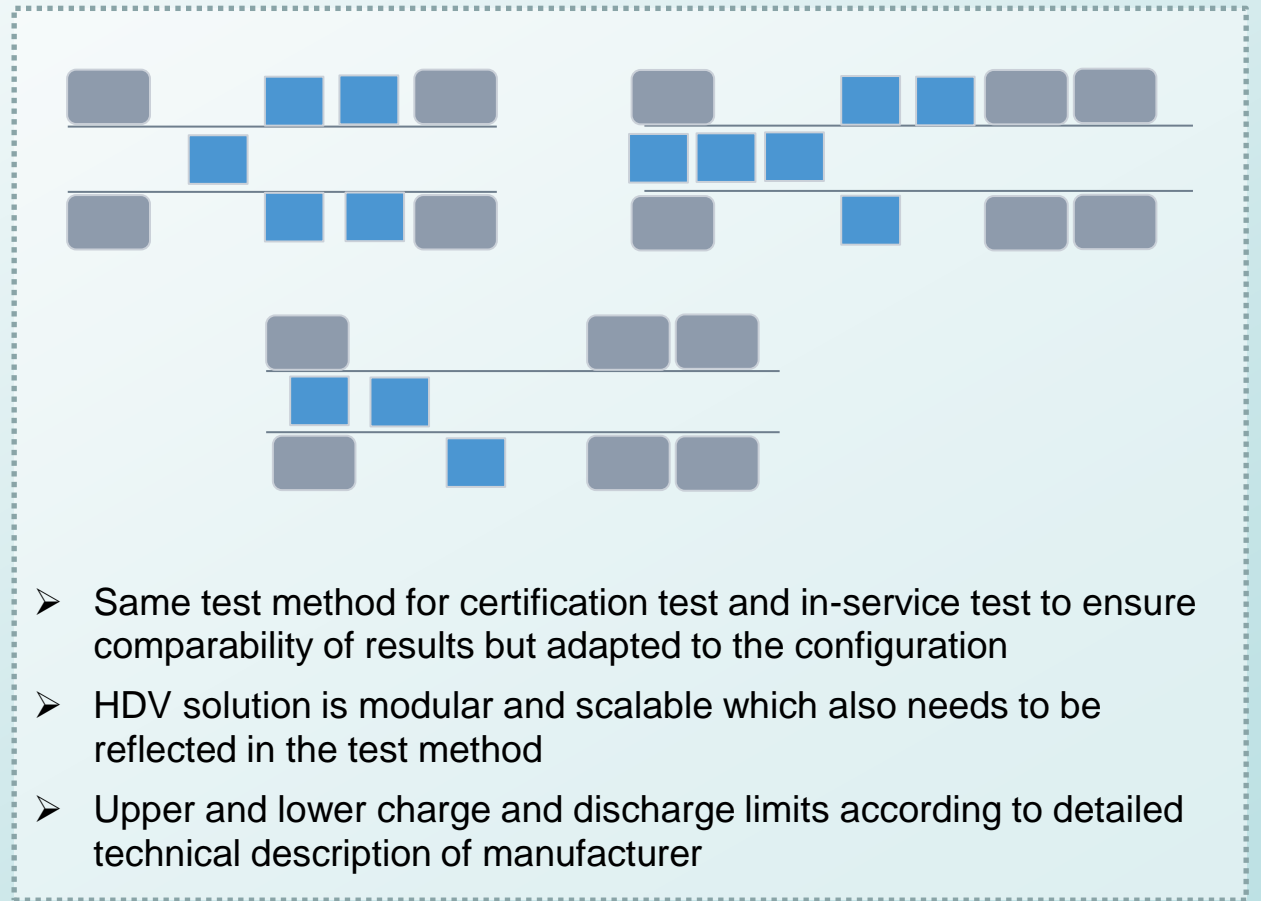 ➢ Same test method for certification test and in-service test to ensure
comparability of results but adapted to the configuration
➢ HDV solution is modular and scalable which also needs to be
reflected in the test method
➢ Upper and lower charge and discharge limits according to detailed
technical description of manufacturer